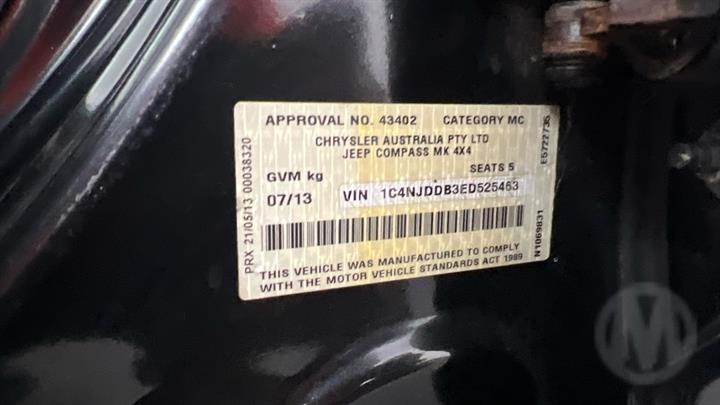 APPROVAL NO. 43402 CATEGORY MC
CHRYSLER AUSTRALIA PTY LTD
JEEP COMPASS MK 4X4
GVM kg SEATS 5
07/13 VIN 1C4NJDDB3ED525463
THIS VEHICLE WAS MANUFACTURED TO COMPLY
WITH THE MOTOR VEHICLE STANDARDS ACT 1989
PRX 21/05/13 00038320
E5722735
N1069831
M